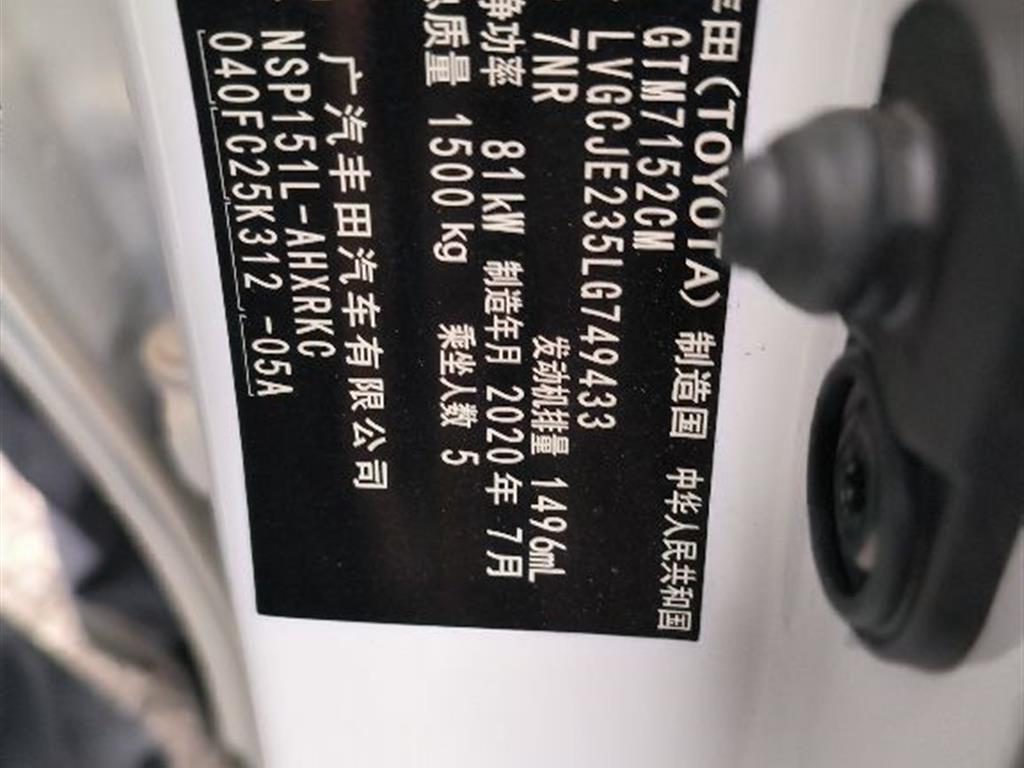 丰田(TOYOTA) 制造国 中华人民共和国
GTM7152CM
LVGCJE235LG749433
7NR 发动机排量 1496mL
净功率 81kW 制造年月 2020年 7月
总质量 1500kg 乘坐人数 5
广汽丰田汽车有限公司
NSP151L-AHXRKC
040FC25K312 -05A